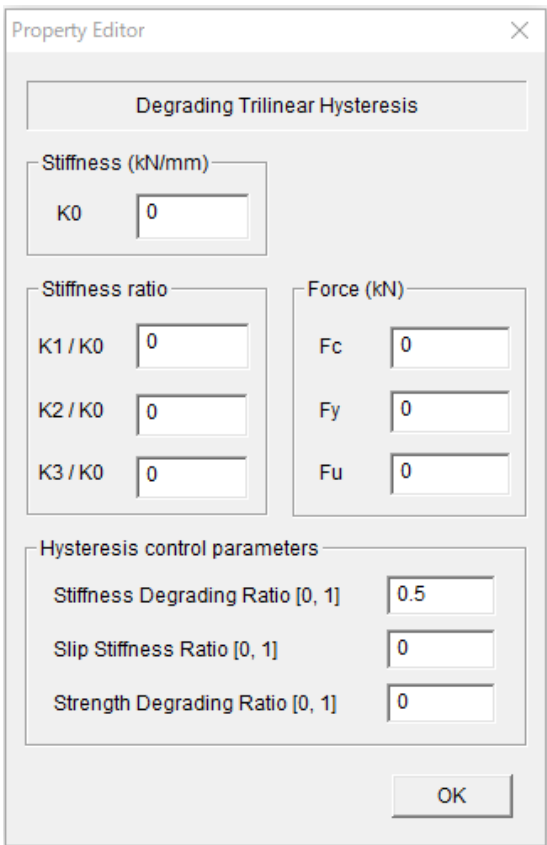 Property Editor
Degrading Trilinear Hysteresis
Stiffness (kN/mm)
K0 0
Stiffness ratio
K1 / K0 0
K2 / K0 0
K3 / K0 0
Force (kN)
Fc 0
Fy 0
Fu 0
Hysteresis control parameters
Stiffness Degrading Ratio [0, 1] 0.5
Slip Stiffness Ratio [0, 1] 0
Strength Degrading Ratio [0, 1] 0
OK